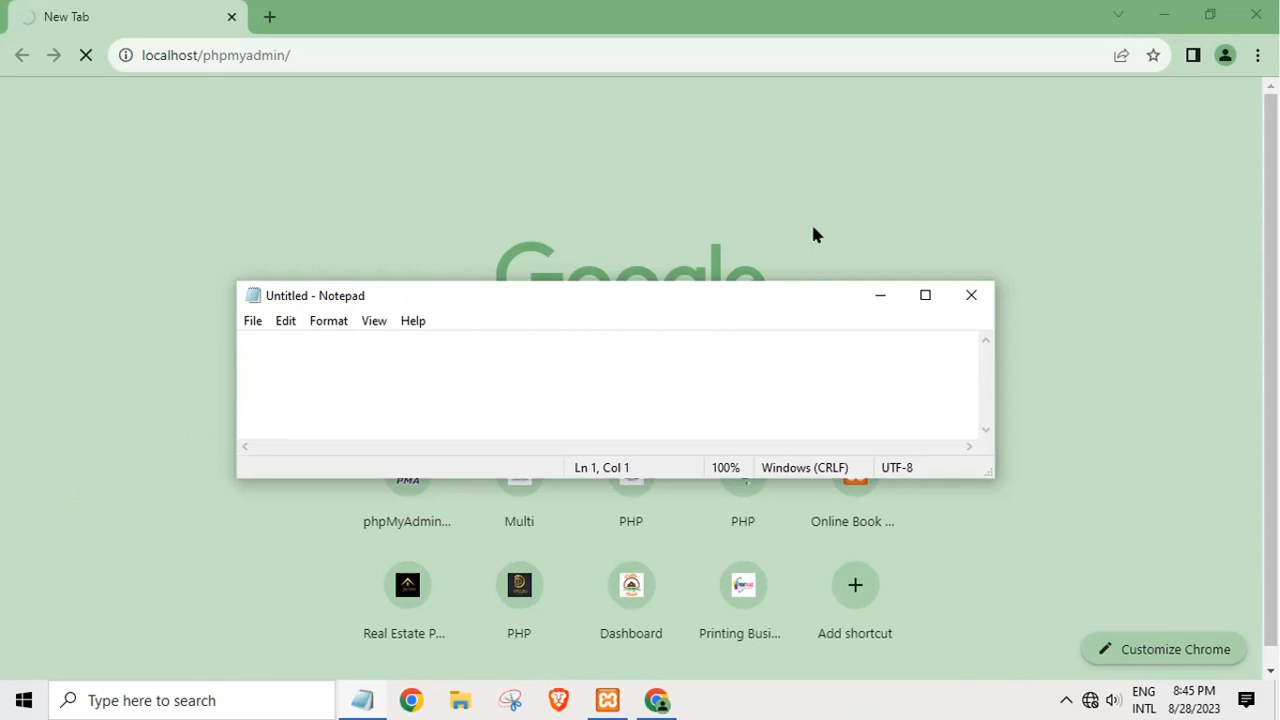 New Tab
localhost/phpmyadmin/
Google
Untitled - Notepad
File Edit Format View Help
Ln 1, Col 1 100% Windows (CRLF) UTF-8
PMA
phpMyAdmin... Multi PHP PHP Online Book ...
Real Estate P... PHP Dashboard Printing Busi... Add shortcut
Customize Chrome
Type here to search
ENG 8:45 PM
INTL 8/28/2023